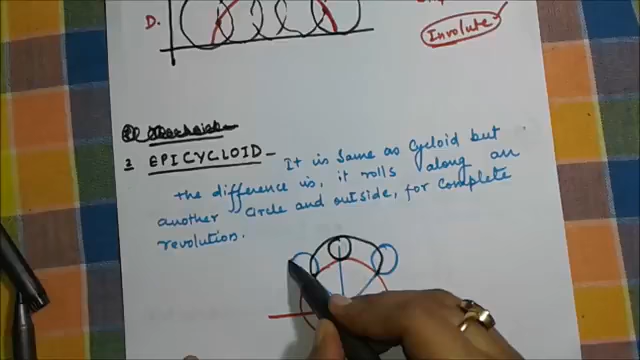 D.
Involute
2. EPICYCLOID - It is same as cycloid but
the difference is, it rolls along an
another circle and outside, for complete
revolution.